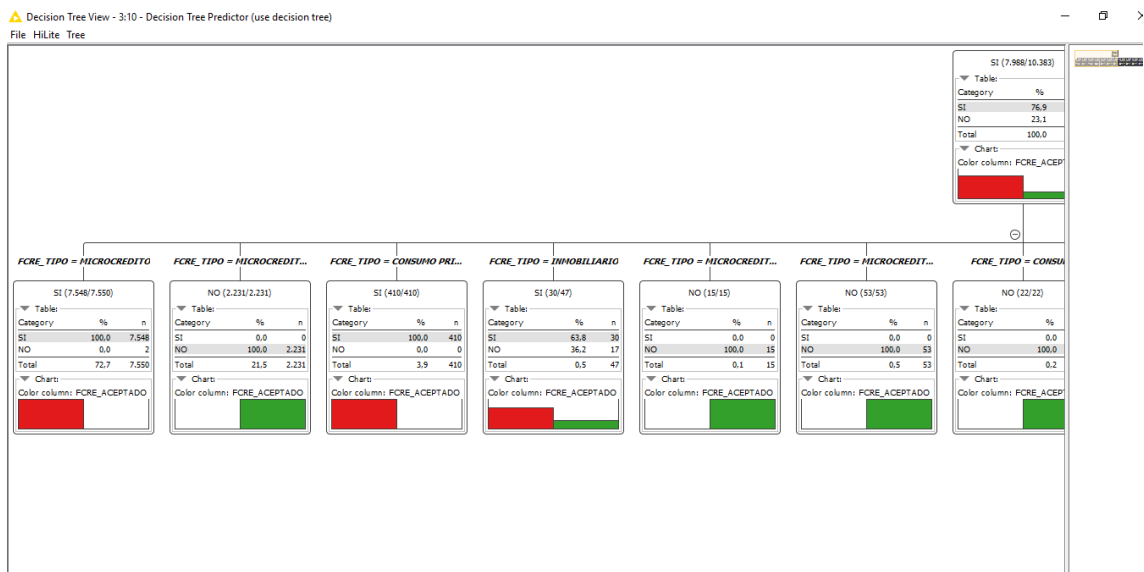 Decision Tree View - 3:10 - Decision Tree Predictor (use decision tree)
File HiLite Tree
SI (7.988/10.383)
Table:
Category %
SI 76,9
NO 23,1
Total 100,0
Chart:
Color column: FCRE_ACEP
FCRE_TIPO = MICROCREDITO
SI (7.548/7.550)
Table:
Category % n
SI 100,0 7.548
NO 0,0 2
Total 72,7 7.550
Chart:
Color column: FCRE_ACEPTADO
FCRE_TIPO = MICROCREDIT...
NO (2.231/2.231)
Table:
Category % n
SI 0,0 0
NO 100,0 2.231
Total 21,5 2.231
Chart:
Color column: FCRE_ACEPTADO
FCRE_TIPO = CONSUMO PRI...
SI (410/410)
Table:
Category % n
SI 100,0 410
NO 0,0 0
Total 3,9 410
Chart:
Color column: FCRE_ACEPTADO
FCRE_TIPO = INMOBILIARIO
SI (30/47)
Table:
Category % n
SI 63,8 30
NO 36,2 17
Total 0,5 47
Chart:
Color column: FCRE_ACEPTADO
FCRE_TIPO = MICROCREDIT...
NO (15/15)
Table:
Category % n
SI 0,0 0
NO 100,0 15
Total 0,1 15
Chart:
Color column: FCRE_ACEPTADO
FCRE_TIPO = MICROCREDIT...
NO (53/53)
Table:
Category % n
SI 0,0 0
NO 100,0 53
Total 0,5 53
Chart:
Color column: FCRE_ACEPTADO
FCRE_TIPO = CONSU
NO (22/22)
Table:
Category %
SI 0,0
NO 100,0
Total 0,2
Chart:
Color column: FCRE_ACEP